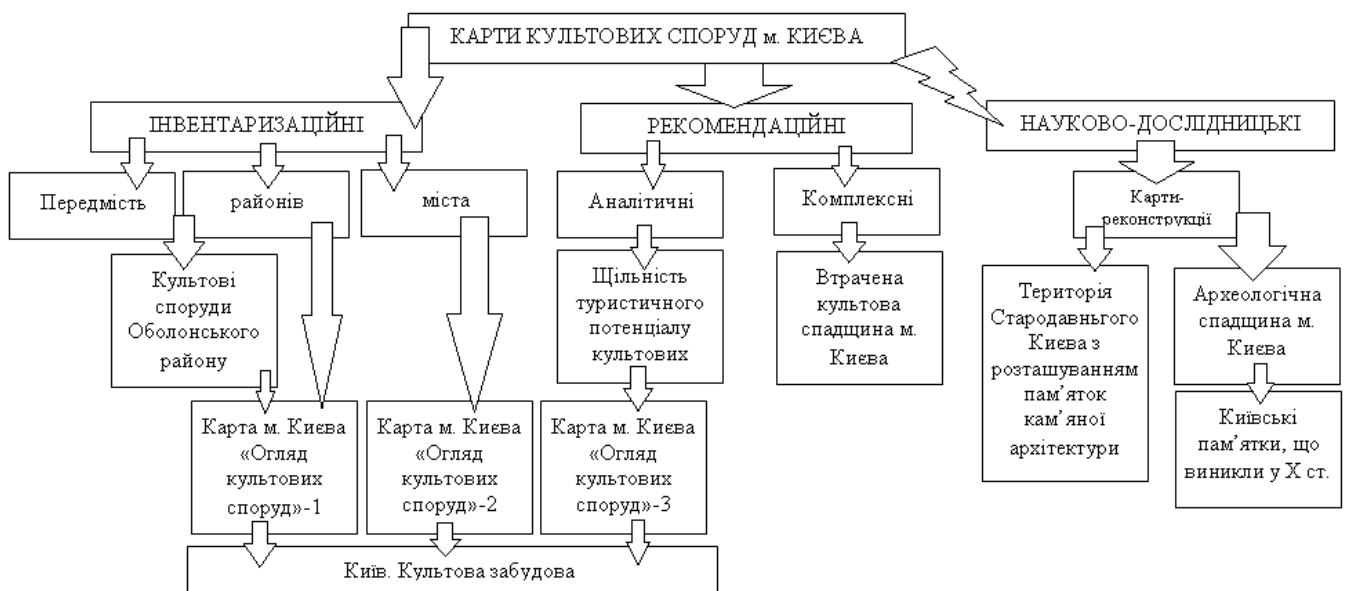 КАРТИ КУЛЬТОВИХ СПОРУД м. КИЄВА
ІНВЕНТАРИЗАЦІЙНІ
РЕКОМЕНДАЦІЙНІ
НАУКОВО-ДОСЛІДНИЦЬКІ
Передмість
районів
міста
Аналітичні
Комплексні
Карти-
реконструкції
Культові
споруди
Оболонського
району
Щільність
туристичного
потенціалу
культових
Втрачена
культова
спадщина м.
Києва
Територія
Стародавнього
Києва з
розташуванням
пам’яток
кам’яної
архітектури
Археологічна
спадщина м.
Києва
Карта м. Києва
«Огляд
культових
споруд»-1
Карта м. Києва
«Огляд
культових
споруд»-2
Карта м. Києва
«Огляд
культових
споруд»-3
Київські
пам’ятки, що
виникли у X ст.
Київ. Культова забудова